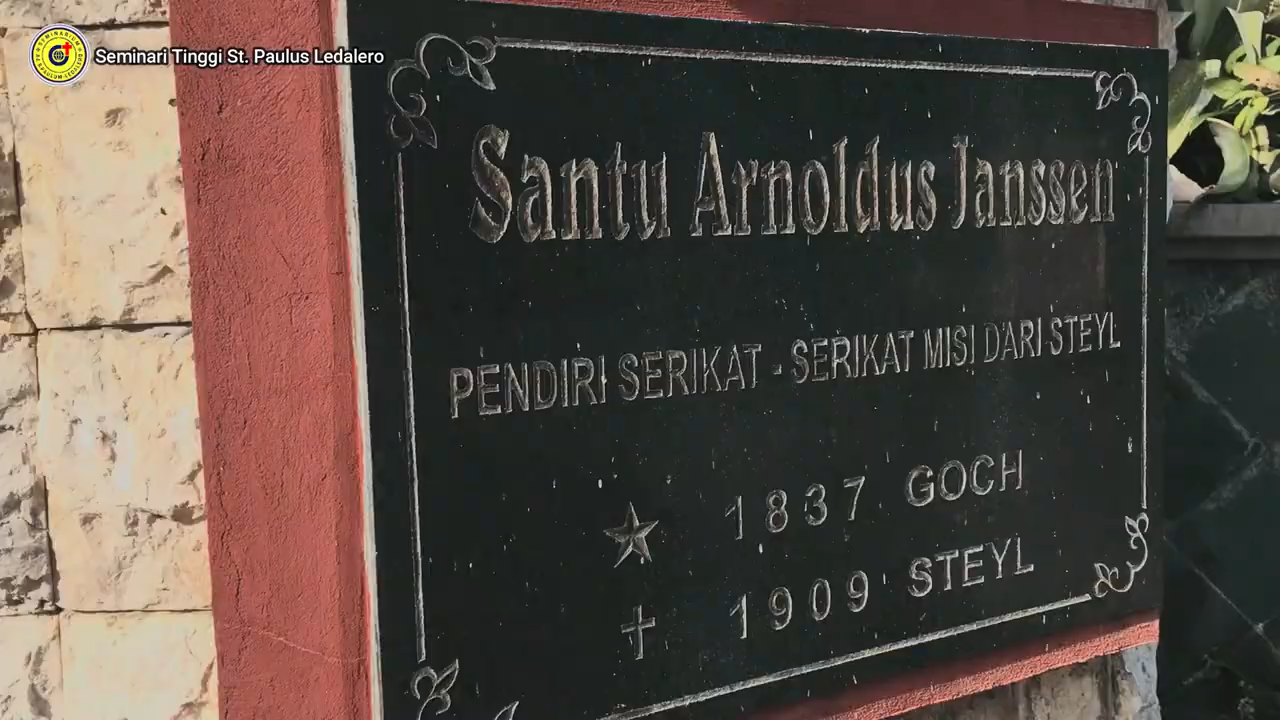 Seminari Tinggi St. Paulus Ledalero
Santu Arnoldus Janssen
PENDIRI SERIKAT - SERIKAT MISI DARI STEYL
1837 GOCH
1909 STEYL